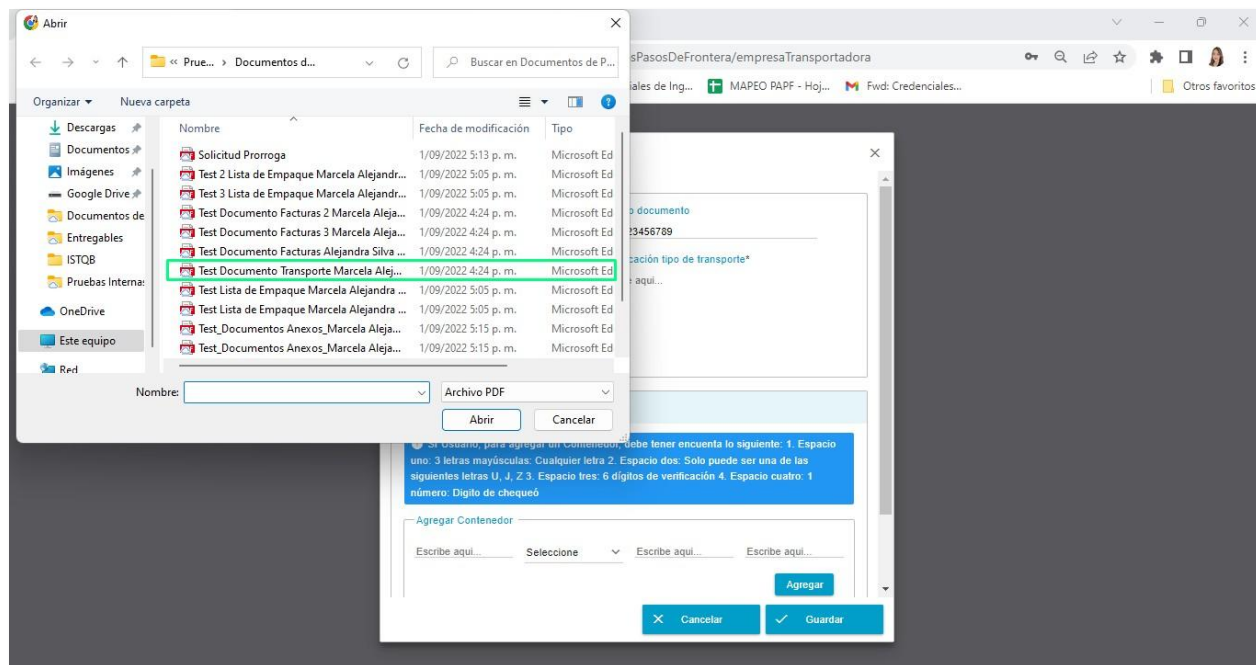 Abrir
sPasosDeFrontera/empresaTransportadora
« Prue... › Documentos d...
Buscar en Documentos de P...
iales de Ing...
MAPEO PAPF - Hoj...
Fwd: Credenciales...
Otros favoritos
Organizar
Nueva carpeta
Descargas
Documentos
Imágenes
Google Drive
Documentos de
Entregables
ISTQB
Pruebas Internas
OneDrive
Este equipo
Red
Nombre Fecha de modificación Tipo
Solicitud Prorroga 1/09/2022 5:13 p. m. Microsoft Ed
Test 2 Lista de Empaque Marcela Alejandr... 1/09/2022 5:05 p. m. Microsoft Ed
Test 3 Lista de Empaque Marcela Alejandr... 1/09/2022 5:05 p. m. Microsoft Ed
Test Documento Facturas 2 Marcela Aleja... 1/09/2022 4:24 p. m. Microsoft Ed
Test Documento Facturas 3 Marcela Aleja... 1/09/2022 4:24 p. m. Microsoft Ed
Test Documento Facturas Alejandra Silva ... 1/09/2022 4:24 p. m. Microsoft Ed
Test Documento Transporte Marcela Alej... 1/09/2022 4:24 p. m. Microsoft Ed
Test Lista de Empaque Marcela Alejandra ... 1/09/2022 5:05 p. m. Microsoft Ed
Test Lista de Empaque Marcela Alejandra ... 1/09/2022 5:05 p. m. Microsoft Ed
Test_Documentos Anexos_Marcela Aleja... 1/09/2022 5:15 p. m. Microsoft Ed
Test_Documentos Anexos_Marcela Aleja... 1/09/2022 5:15 p. m. Microsoft Ed
Nombre:
Archivo PDF
Abrir
Cancelar
o documento
23456789
cación tipo de transporte*
e aqui...
Sr Usuario, para agregar un Contenedor, debe tener encuenta lo siguiente: 1. Espacio
uno: 3 letras mayúsculas: Cualquier letra 2. Espacio dos: Solo puede ser una de las
siguientes letras U, J, Z 3. Espacio tres: 6 dígitos de verificación 4. Espacio cuatro: 1
número: Digito de chequeó
Agregar Contenedor
Escribe aqui... Seleccione Escribe aqui... Escribe aqui...
Agregar
Cancelar
Guardar